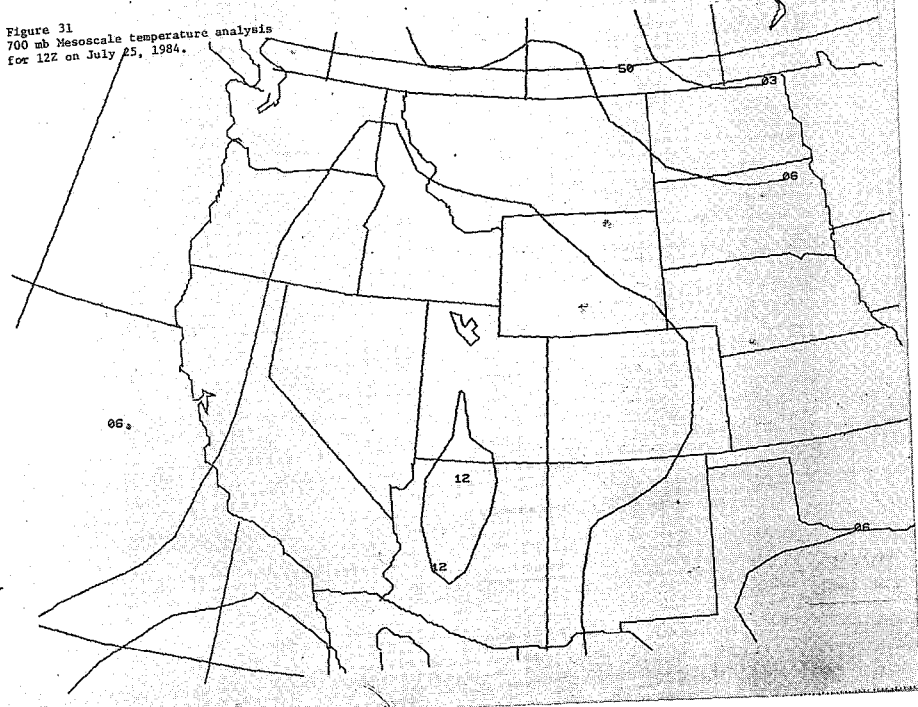 Figure 31
700 mb Mesoscale temperature analysis
for 12Z on July 25, 1984.
50
03
06
06
12
06
12